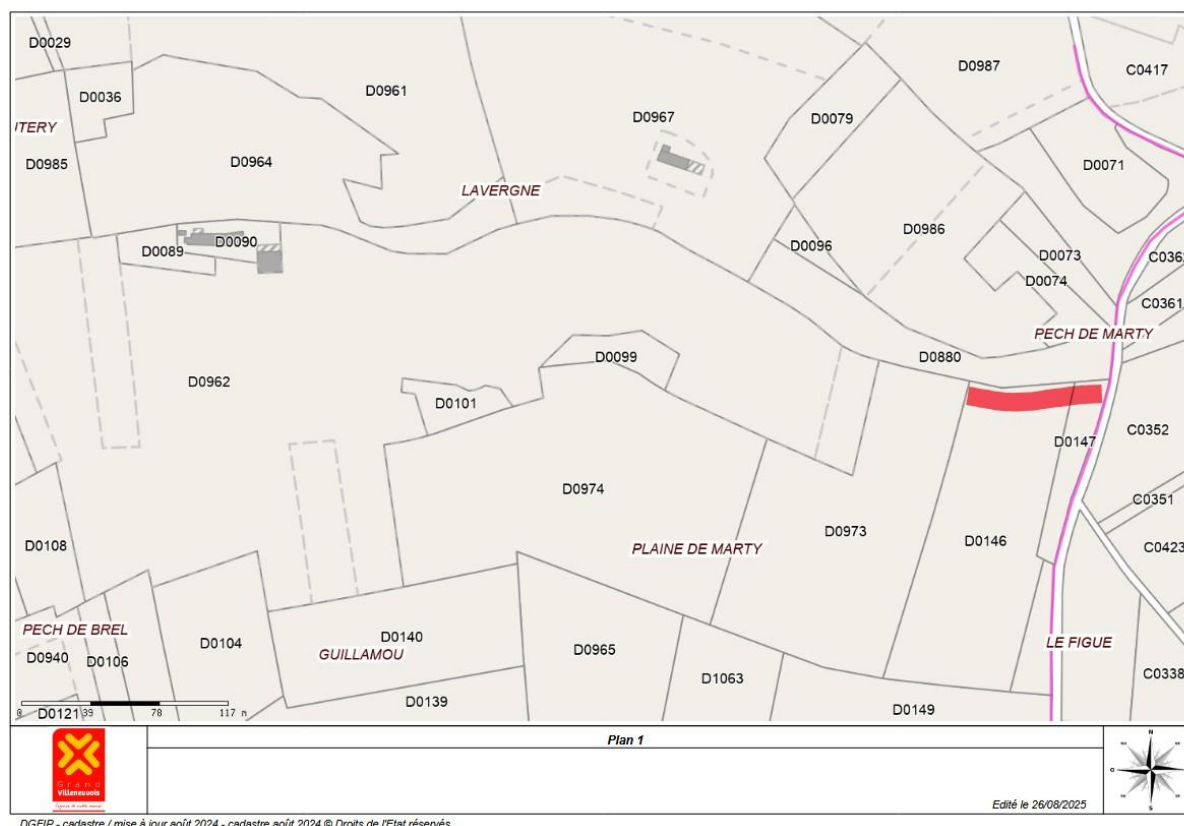 D0029
D0987
C0417
D0036
D0961
D0967
D0079
UTERY
D0985
D0964
D0071
LAVERGNE
D0089
D0090
D0096
D0986
D0073
D0074
C0361
PECH DE MARTY
D0099
D0880
D0962
D0101
D0147
C0352
D0974
C0351
PLAINE DE MARTY
D0973
D0146
D0108
C0423
PECH DE BREL
D0104
D0140
D0965
LE FIGUE
D0940
D0106
GUILLAMOU
D1063
C0338
D0121
0 39 78 117 m
D0139
D0149
Plan 1
Grand
Villeneuvois
Edité le 26/08/2025
N
O
S
DGFIP - cadastre / mise à jour août 2024 - cadastre août 2024 © Droits de l'Etat réservés